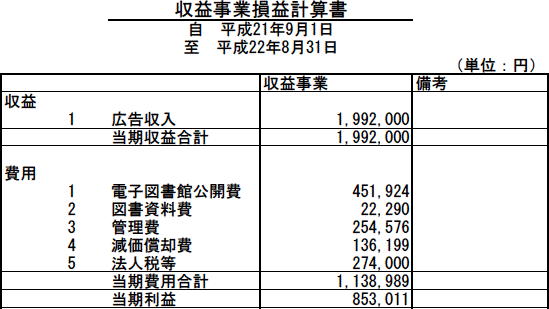 収益事業損益計算書
自 平成21年9月1日
至 平成22年8月31日
（単位：円）
収益事業 備考
収益
1 広告収入 1,992,000
当期収益合計 1,992,000
費用
1 電子図書館公開費 451,924
2 図書資料費 22,290
3 管理費 254,576
4 減価償却費 136,199
5 法人税等 274,000
当期費用合計 1,138,989
当期利益 853,011